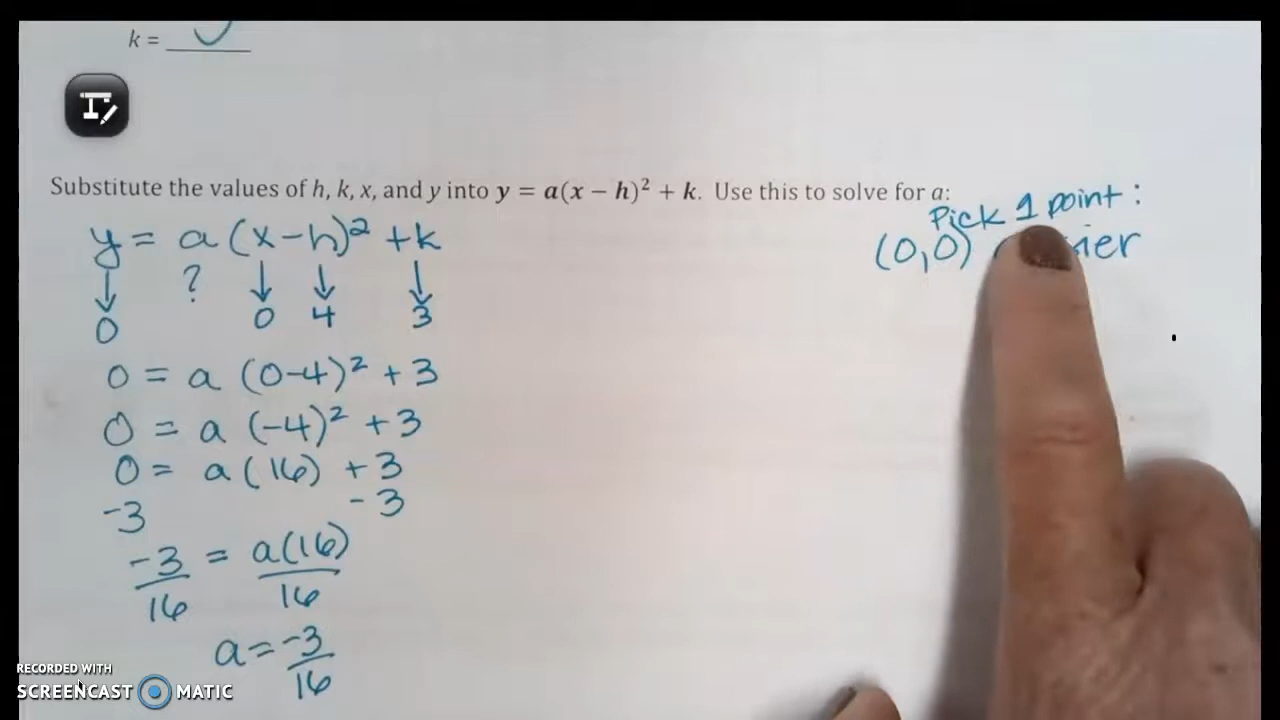 k =
Substitute the values of h, k, x, and y into y = a(x − h)² + k. Use this to solve for a:
Pick 1 point:
(0,0)
y = a (x-h)² + k
↓ ? ↓ ↓ ↓
0 0 4 3
0 = a (0-4)² + 3
0 = a (-4)² + 3
0 = a (16) + 3
-3 - 3
-3 = a(16)
16 16
a = -3
16
RECORDED WITH
SCREENCAST MATIC